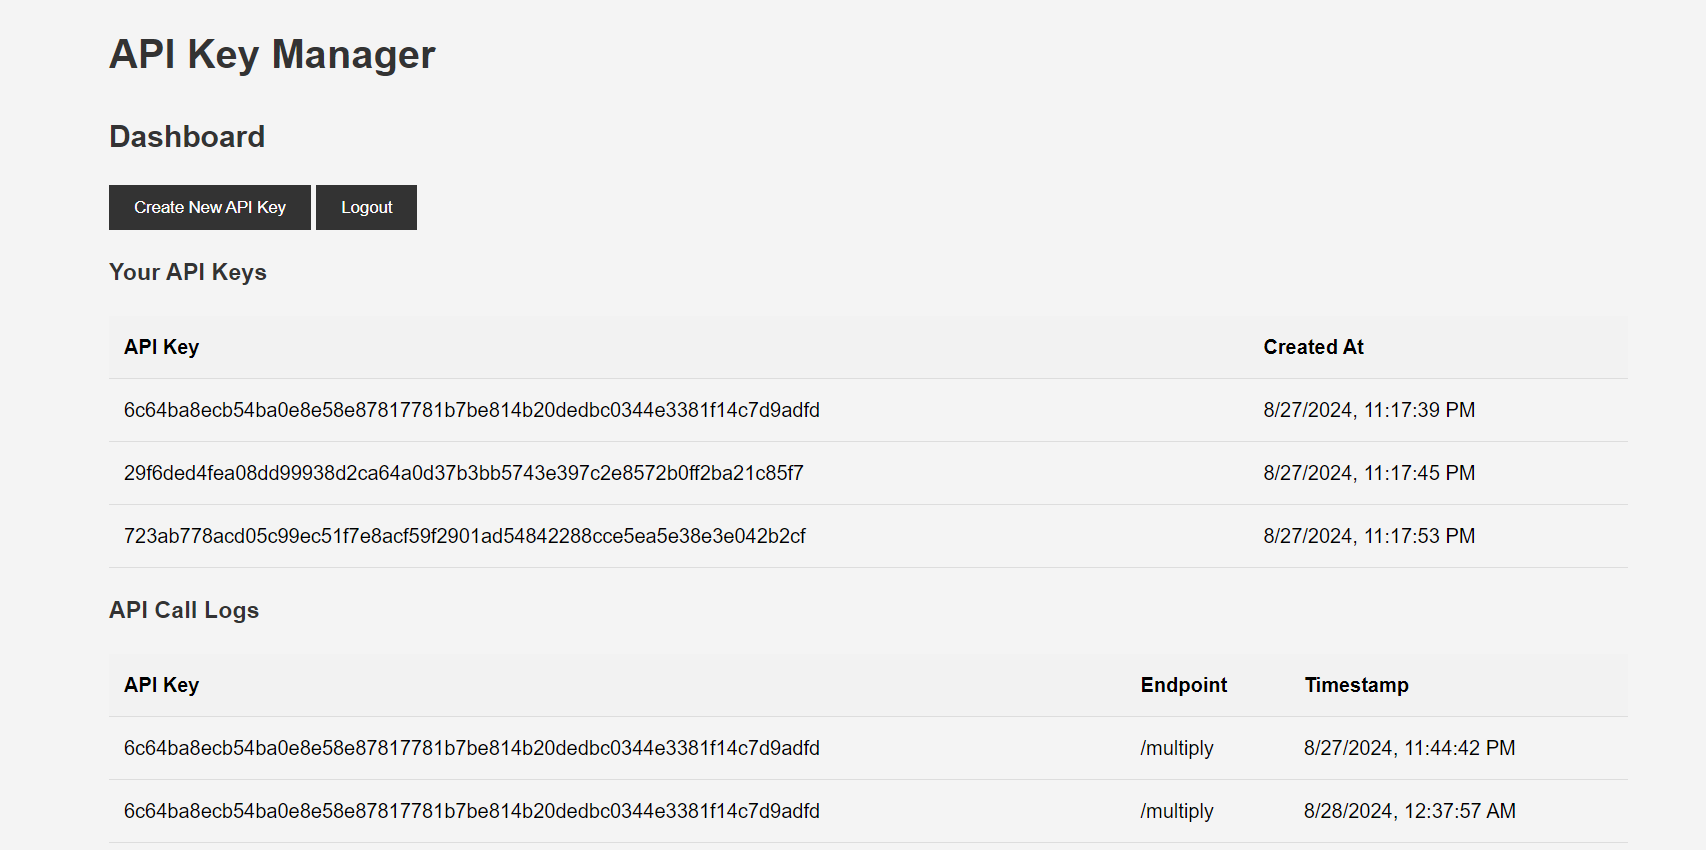 API Key Manager
Dashboard
Create New API Key Logout
Your API Keys
API Key Created At
6c64ba8ecb54ba0e8e58e87817781b7be814b20dedbc0344e3381f14c7d9adfd 8/27/2024, 11:17:39 PM
29f6ded4fea08dd99938d2ca64a0d37b3bb5743e397c2e8572b0ff2ba21c85f7 8/27/2024, 11:17:45 PM
723ab778acd05c99ec51f7e8acf59f2901ad54842288cce5ea5e38e3e042b2cf 8/27/2024, 11:17:53 PM
API Call Logs
API Key Endpoint Timestamp
6c64ba8ecb54ba0e8e58e87817781b7be814b20dedbc0344e3381f14c7d9adfd /multiply 8/27/2024, 11:44:42 PM
6c64ba8ecb54ba0e8e58e87817781b7be814b20dedbc0344e3381f14c7d9adfd /multiply 8/28/2024, 12:37:57 AM